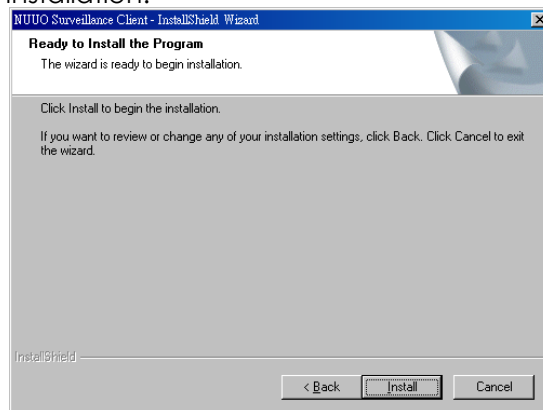 installation.
NUUO Surveillance Client - InstallShield Wizard
Ready to Install the Program
The wizard is ready to begin installation.
Click Install to begin the installation.
If you want to review or change any of your installation settings, click Back. Click Cancel to exit
the wizard.
InstallShield
< Back Install Cancel